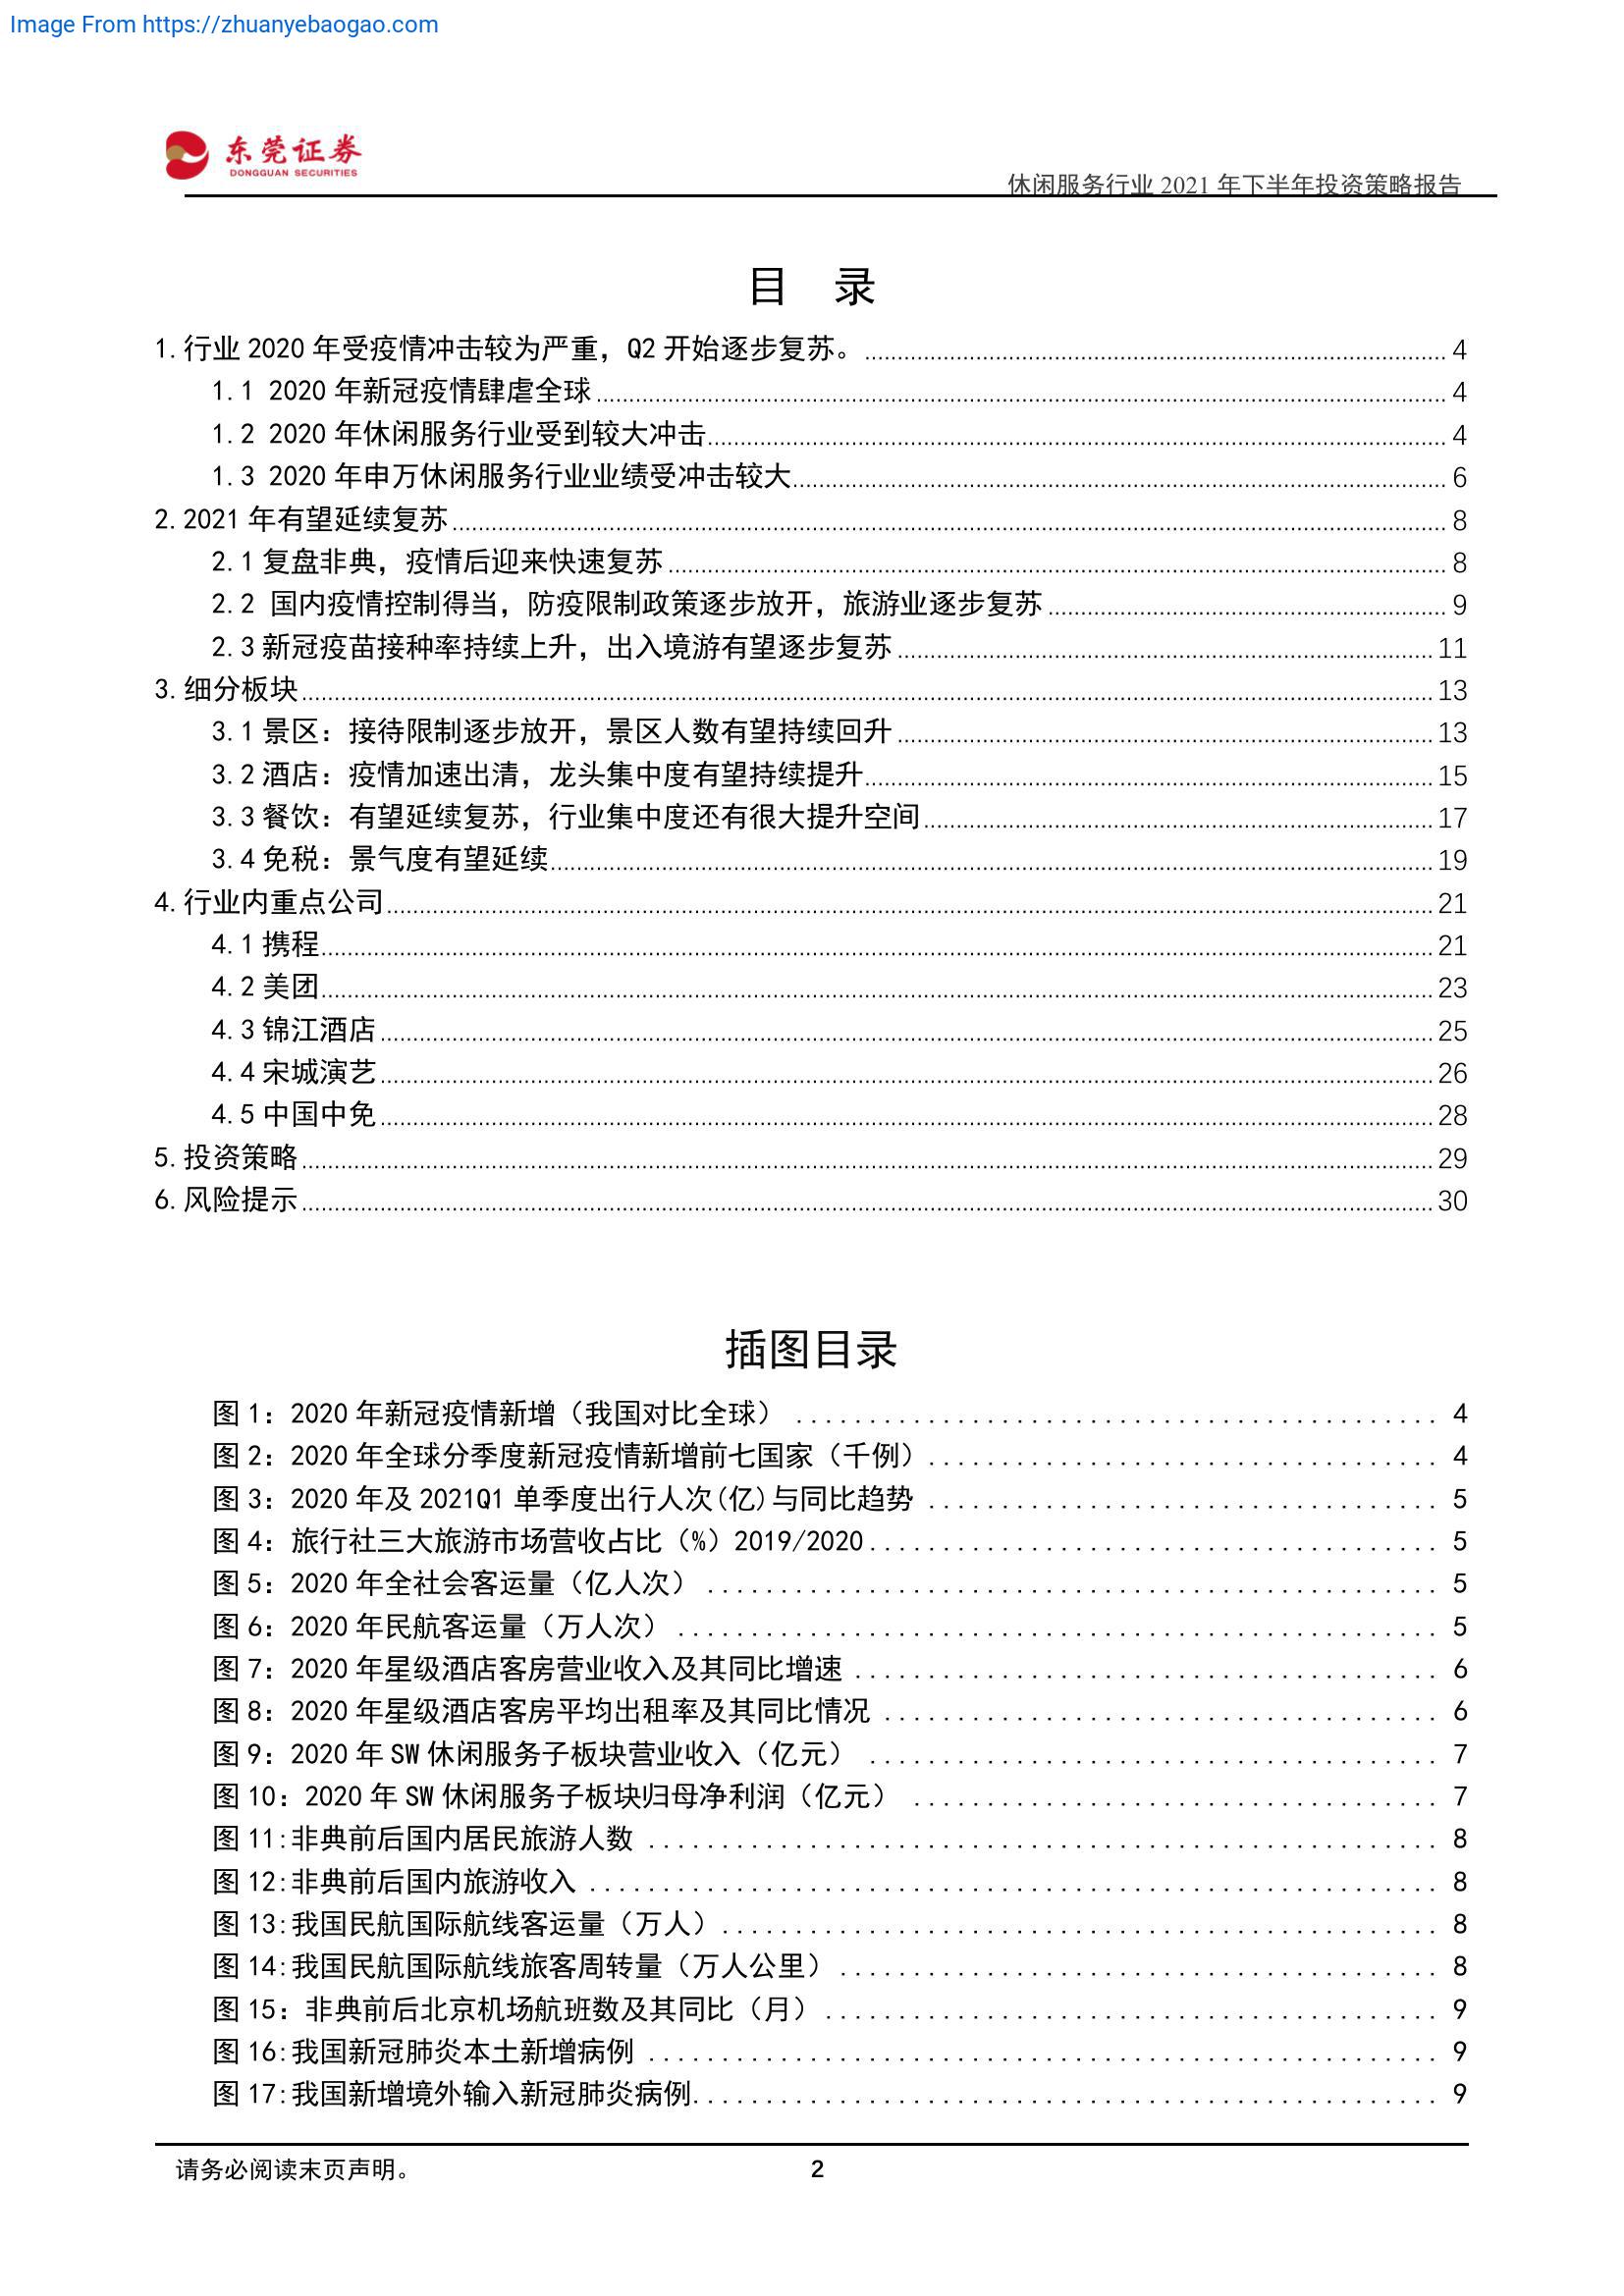 Image From https://zhuanyebaogao.com
东莞证券
DONGGUAN SECURITIES
休闲服务行业 2021 年下半年投资策略报告
目 录
1.行业 2020 年受疫情冲击较为严重，Q2 开始逐步复苏。 4
1.1 2020 年新冠疫情肆虐全球 4
1.2 2020 年休闲服务行业受到较大冲击 4
1.3 2020 年申万休闲服务行业业绩受冲击较大 6
2.2021 年有望延续复苏 8
2.1 复盘非典，疫情后迎来快速复苏 8
2.2 国内疫情控制得当，防疫限制政策逐步放开，旅游业逐步复苏 9
2.3 新冠疫苗接种率持续上升，出入境游有望逐步复苏 11
3.细分板块 13
3.1 景区：接待限制逐步放开，景区人数有望持续回升 13
3.2 酒店：疫情加速出清，龙头集中度有望持续提升 15
3.3 餐饮：有望延续复苏，行业集中度还有很大提升空间 17
3.4 免税：景气度有望延续 19
4.行业内重点公司 21
4.1 携程 21
4.2 美团 23
4.3 锦江酒店 25
4.4 宋城演艺 26
4.5 中国中免 28
5.投资策略 29
6.风险提示 30
插图目录
图 1：2020 年新冠疫情新增（我国对比全球） 4
图 2：2020 年全球分季度新冠疫情新增前七国家（千例） 4
图 3：2020 年及 2021Q1 单季度出行人次(亿)与同比趋势 5
图 4：旅行社三大旅游市场营收占比（%）2019/2020 5
图 5：2020 年全社会客运量（亿人次） 5
图 6：2020 年民航客运量（万人次） 5
图 7：2020 年星级酒店客房营业收入及其同比增速 6
图 8：2020 年星级酒店客房平均出租率及其同比情况 6
图 9：2020 年 SW 休闲服务子板块营业收入（亿元） 7
图 10：2020 年 SW 休闲服务子板块归母净利润（亿元） 7
图 11:非典前后国内居民旅游人数 8
图 12:非典前后国内旅游收入 8
图 13:我国民航国际航线客运量（万人） 8
图 14:我国民航国际航线旅客周转量（万人公里） 8
图 15：非典前后北京机场航班数及其同比（月） 9
图 16:我国新冠肺炎本土新增病例 9
图 17:我国新增境外输入新冠肺炎病例 9
请务必阅读末页声明。 2